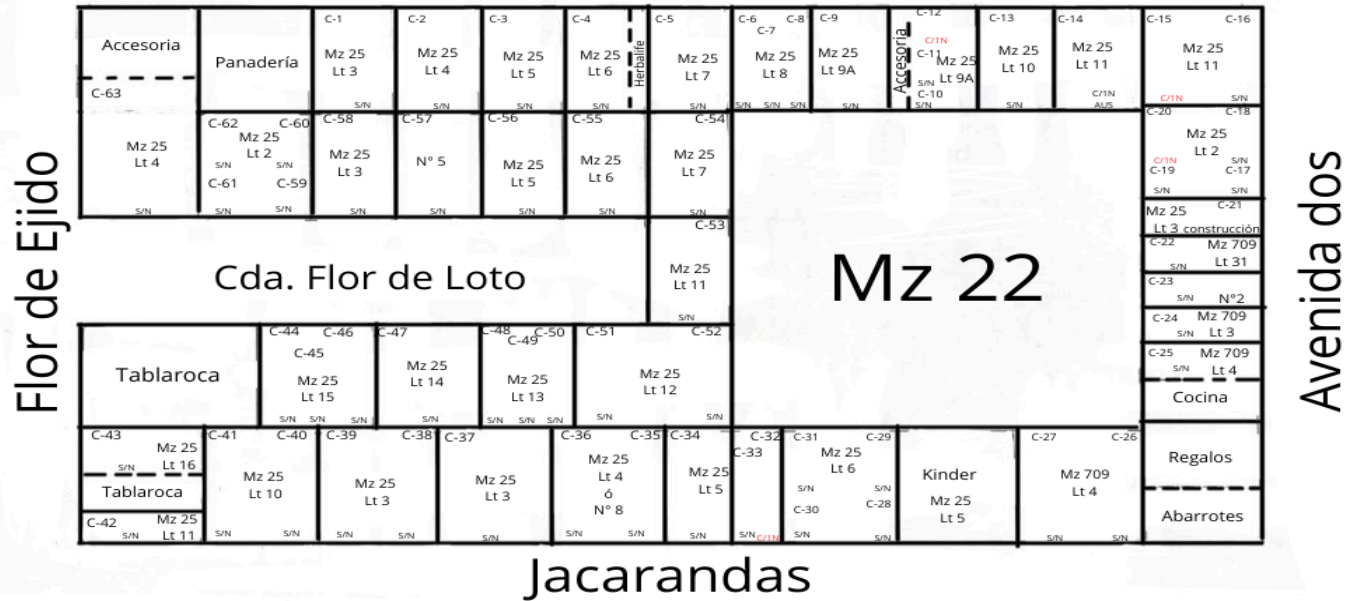 Accesoria
C-63
Mz 25
Lt 4
S/N
Panadería
C-1
Mz 25
Lt 3
S/N
C-2
Mz 25
Lt 4
S/N
C-3
Mz 25
Lt 5
S/N
C-4
Mz 25
Lt 6
Herbalife
C-5
Mz 25
Lt 7
S/N
C-6 C-8
C-7
Mz 25
Lt 8
S/N S/N S/N
C-9
Mz 25
Lt 9A
S/N
Accesoria
C-12
C/1N
C-11
Mz 25
S/N Lt 9A
C-10
S/N
C-13
Mz 25
Lt 10
S/N
C-14
Mz 25
Lt 11
C/1N
AUS
C-15 C-16
Mz 25
Lt 11
C/1N S/N
C-62 C-60
Mz 25
Lt 2
S/N S/N
C-61 C-59
S/N S/N
C-58
Mz 25
Lt 3
S/N
C-57
N° 5
S/N
C-56
Mz 25
Lt 5
S/N
C-55
Mz 25
Lt 6
S/N
C-54
Mz 25
Lt 7
S/N
C-20 C-18
Mz 25
Lt 2
C/1N S/N
C-19 C-17
S/N S/N
C-21
Mz 25
Lt 3 construcción
C-22 Mz 709
S/N Lt 31
C-23
S/N N°2
C-24 Mz 709
S/N Lt 3
C-25 Mz 709
S/N Lt 4
Cocina
Regalos
Abarrotes
Flor de Ejido
Cda. Flor de Loto
C-53
Mz 25
Lt 11
S/N
Mz 22
Avenida dos
Tablaroca
C-44 C-46
C-45
Mz 25
Lt 15
S/N S/N S/N
C-47
Mz 25
Lt 14
S/N
C-48 C-50
C-49
Mz 25
Lt 13
S/N S/N S/N
C-51 C-52
Mz 25
Lt 12
S/N S/N
C-43
Mz 25
S/N Lt 16
Tablaroca
C-42 Mz 25
S/N Lt 11
C-41 C-40
Mz 25
Lt 10
S/N S/N
C-39 C-38
Mz 25
Lt 3
S/N S/N
C-37
Mz 25
Lt 3
S/N
C-36 C-35
Mz 25
Lt 4
ó
N° 8
S/N S/N
C-34
Mz 25
Lt 5
S/N
C-32
C-33
S/N C/1N
C-31 C-29
Mz 25
Lt 6
S/N S/N
C-30 C-28
S/N S/N
Kinder
Mz 25
Lt 5
C-27 C-26
Mz 709
Lt 4
S/N S/N
Jacarandas